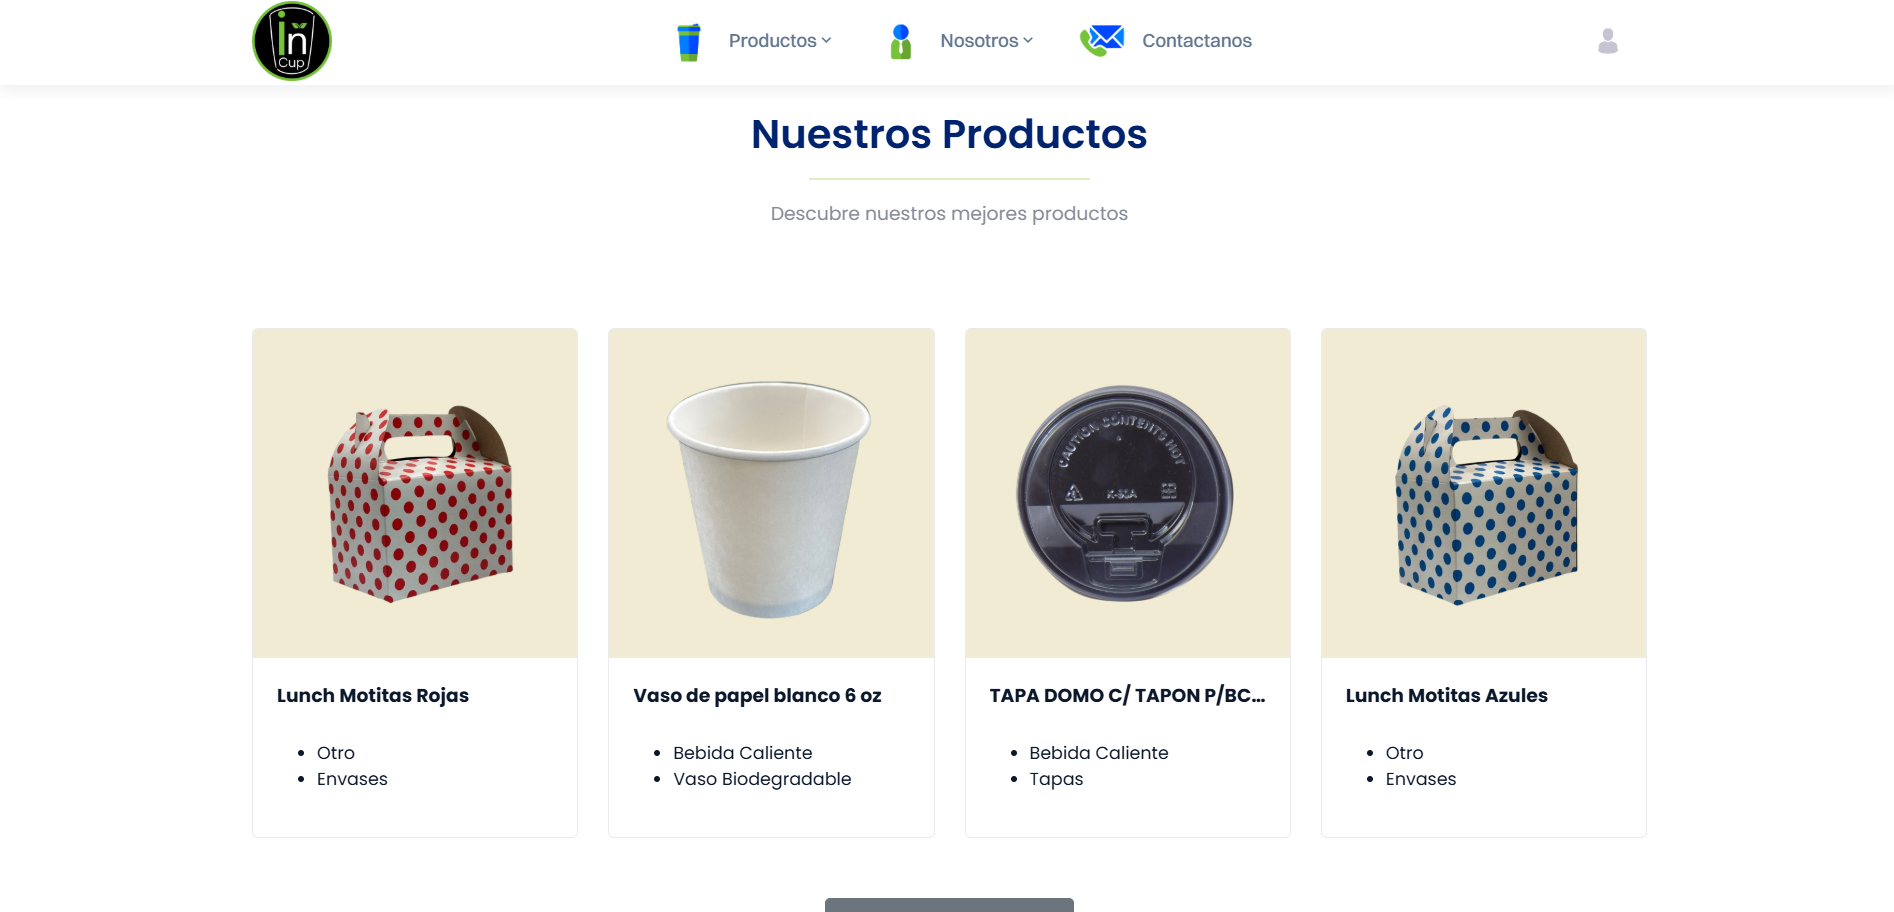 in
Cup
Productos
Nosotros
Contactanos
Nuestros Productos
Descubre nuestros mejores productos
CAUTION CONTENTS HOT
Lunch Motitas Rojas
Otro
Envases
Vaso de papel blanco 6 oz
Bebida Caliente
Vaso Biodegradable
TAPA DOMO C/ TAPON P/BC...
Bebida Caliente
Tapas
Lunch Motitas Azules
Otro
Envases